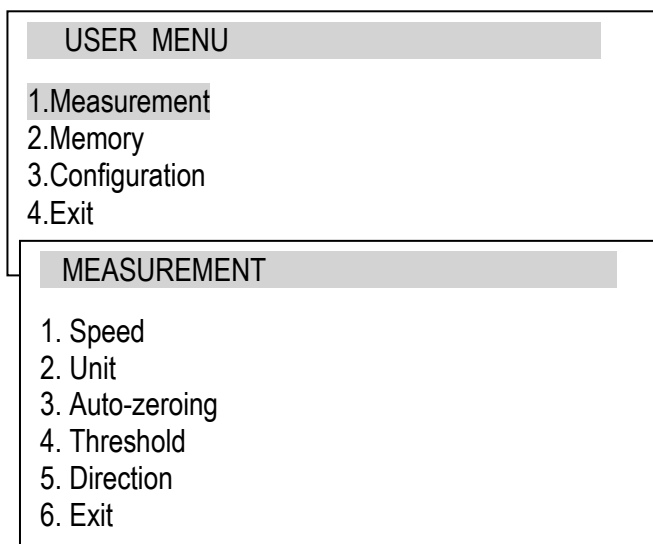 USER MENU
1.Measurement
2.Memory
3.Configuration
4.Exit
MEASUREMENT
1. Speed
2. Unit
3. Auto-zeroing
4. Threshold
5. Direction
6. Exit